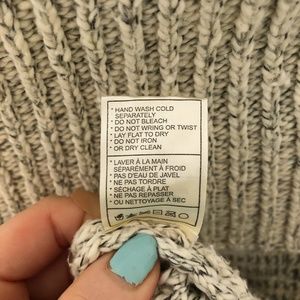 * HAND WASH COLD
SEPARATELY
* DO NOT BLEACH
* DO NOT WRING OR TWIST
* LAY FLAT TO DRY
* DO NOT IRON
* OR DRY CLEAN
* LAVER À LA MAIN
SÉPARÉMENT À FROID
* PAS D'EAU DE JAVEL
* NE PAS TORDRE
* SÉCHAGE À PLAT
* NE PAS REPASSER
* OU NETTOYAGE À SEC